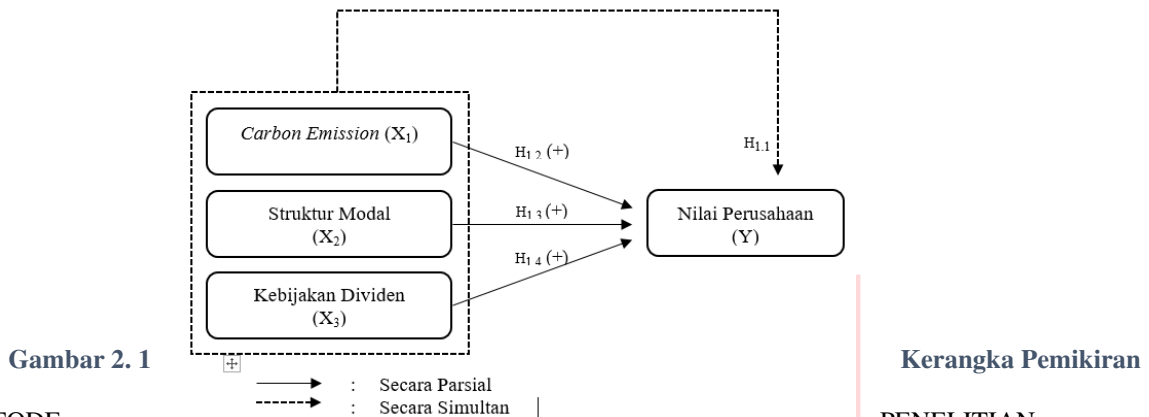 Carbon Emission (X₁)
H₁.₂ (+)
H₁.₁
Struktur Modal
(X₂)
H₁.₃ (+)
Nilai Perusahaan
(Y)
H₁.₄ (+)
Kebijakan Dividen
(X₃)
Gambar 2. 1 Kerangka Pemikiran
: Secara Parsial
: Secara Simultan
PENELITIAN